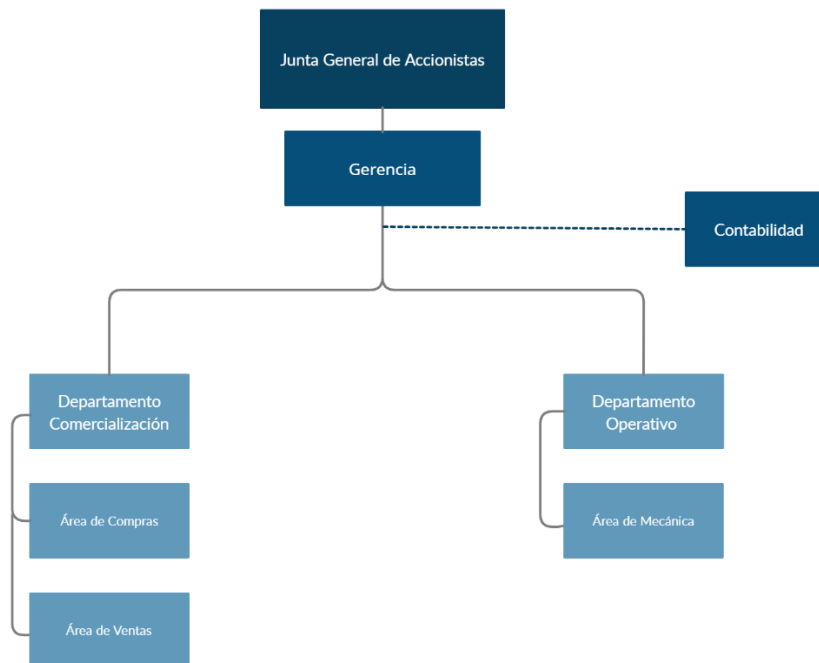 Junta General de Accionistas
Gerencia
Contabilidad
Departamento
Comercialización
Departamento
Operativo
Área de Compras
Área de Mecánica
Área de Ventas